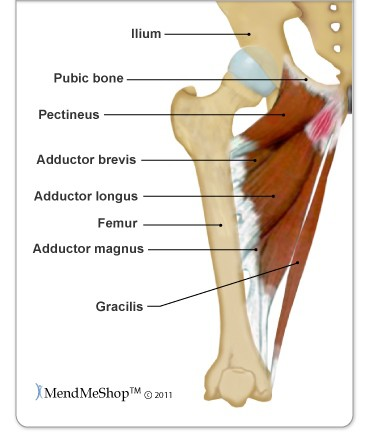 Ilium
Pubic bone
Pectineus
Adductor brevis
Adductor longus
Femur
Adductor magnus
Gracilis
MendMeShop™ © 2011